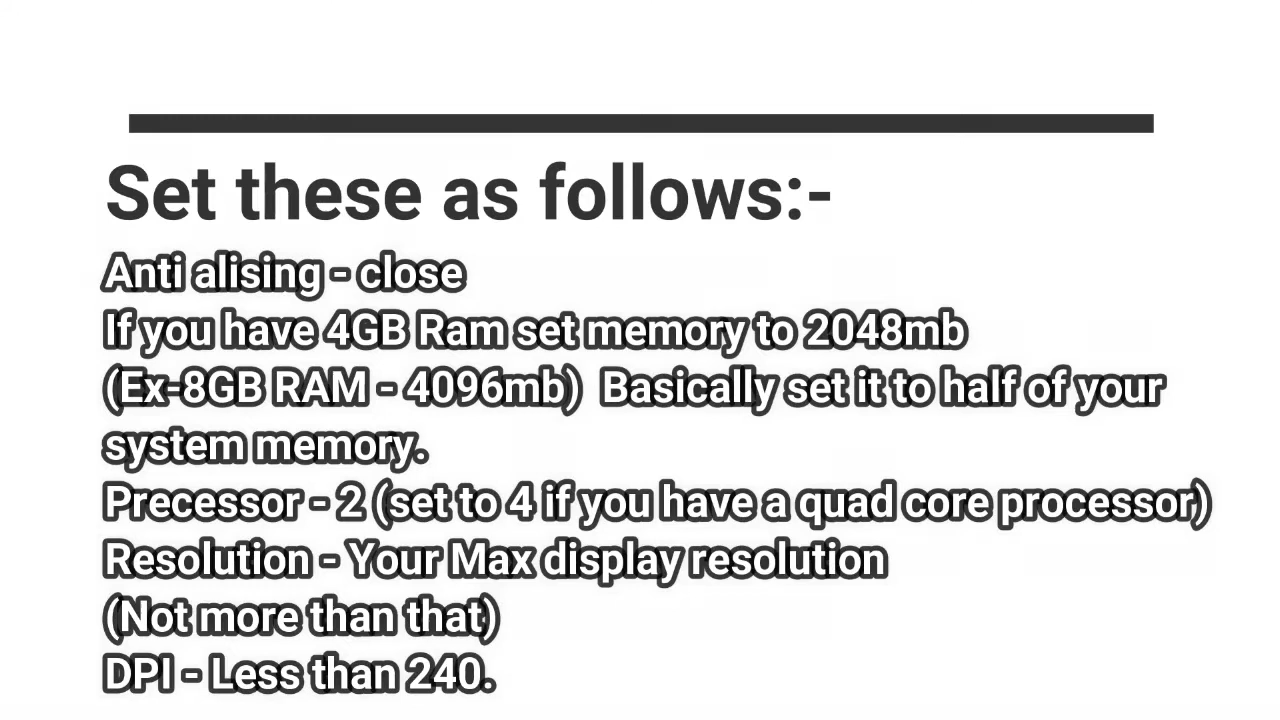 Set these as follows:-
Anti alising - close
If you have 4GB Ram set memory to 2048mb
(Ex-8GB RAM - 4096mb) Basically set it to half of your
system memory.
Precessor - 2 (set to 4 if you have a quad core processor)
Resolution - Your Max display resolution
(Not more than that)
DPI - Less than 240.